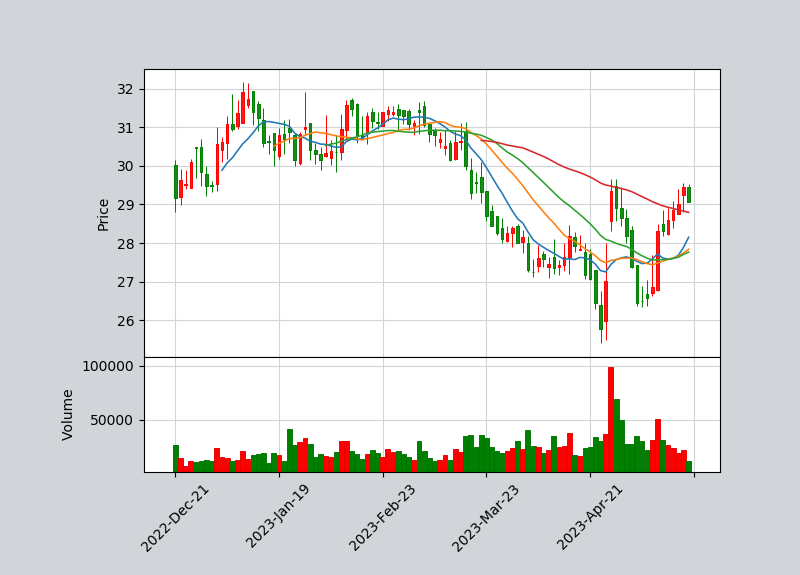 32
31
30
29
28
27
26
Price
100000
50000
Volume
2022-Dec-21
2023-Jan-19
2023-Feb-23
2023-Mar-23
2023-Apr-21